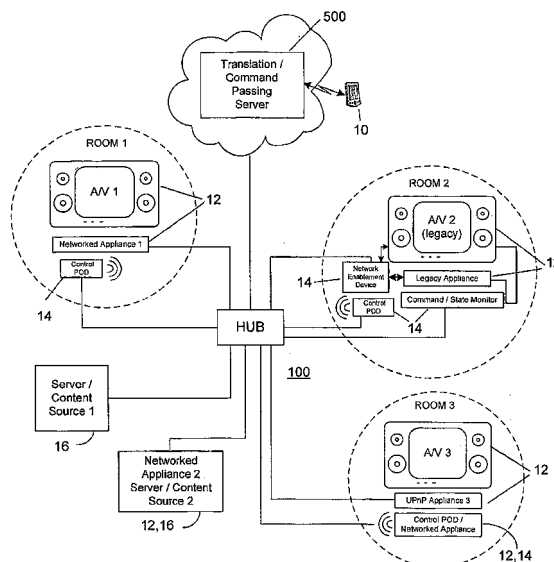 500
Translation /
Command
Passing
Server
10
ROOM 1
A/V 1
12
Networked Appliance 1
Control
POD
14
ROOM 2
A/V 2
(legacy)
Network
Enablement
Device
14
Legacy Appliance
Command / State Monitor
Control
POD
14
HUB
100
Server /
Content
Source 1
16
Networked
Appliance 2
Server / Content
Source 2
12,16
ROOM 3
A/V 3
12
UPnP Appliance 3
Control POD /
Networked Appliance
12,14